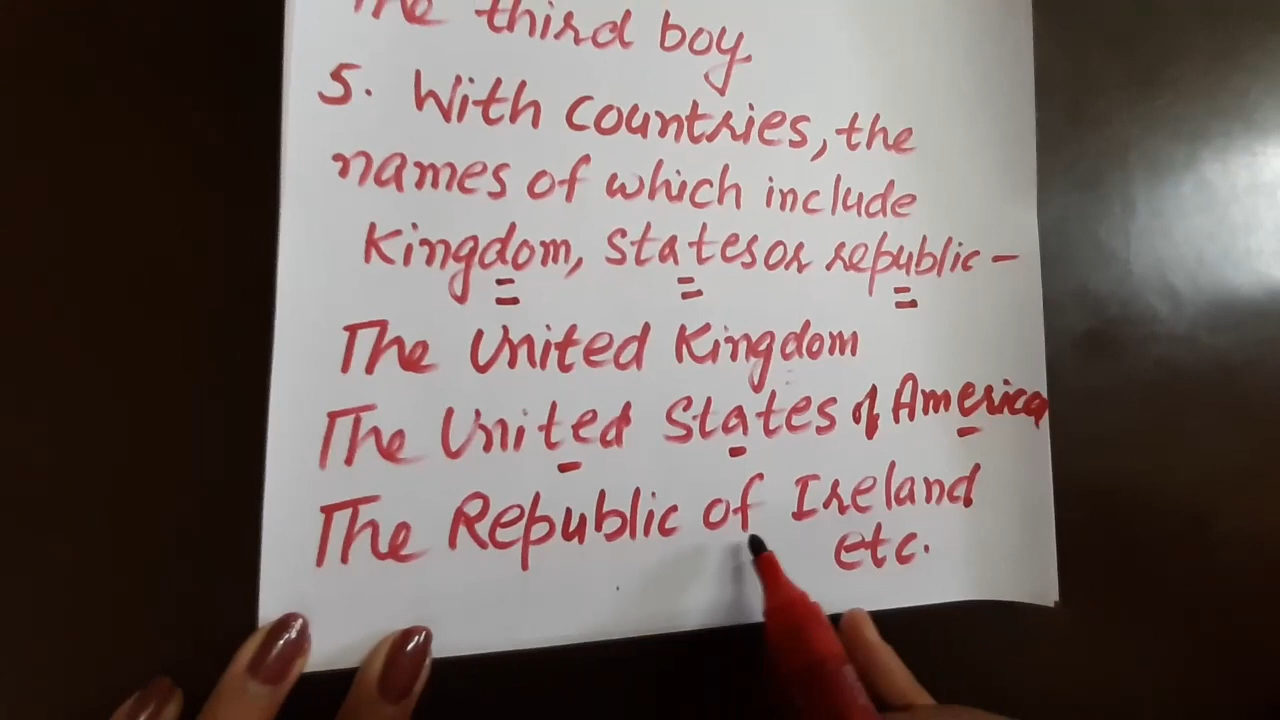 The third boy
5. With countries, the
names of which include
Kingdom, states or republic –
The United Kingdom
The United States of America
The Republic of Ireland
etc.